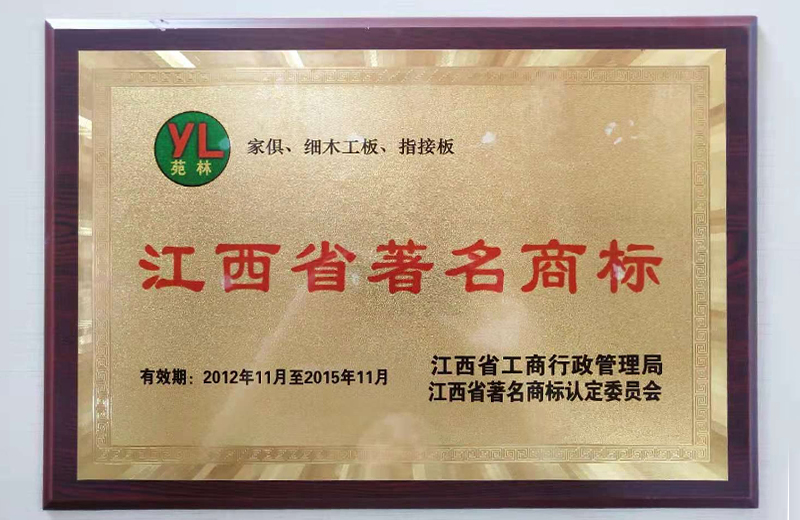 YL
苑林
家俱、细木工板、指接板
江西省著名商标
有效期：2012年11月至2015年11月
江西省工商行政管理局
江西省著名商标认定委员会